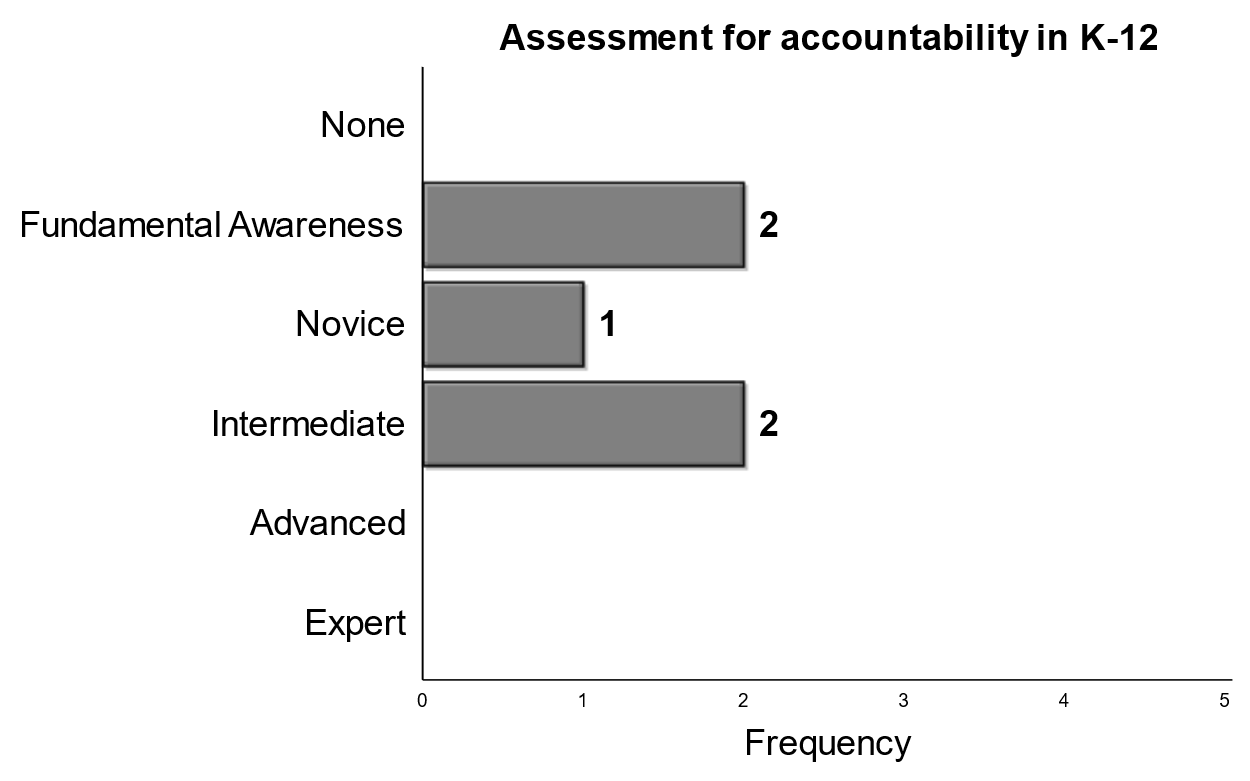 Assessment for accountability in K-12
None
Fundamental Awareness
2
Novice
1
Intermediate
2
Advanced
Expert
0 1 2 3 4 5
Frequency